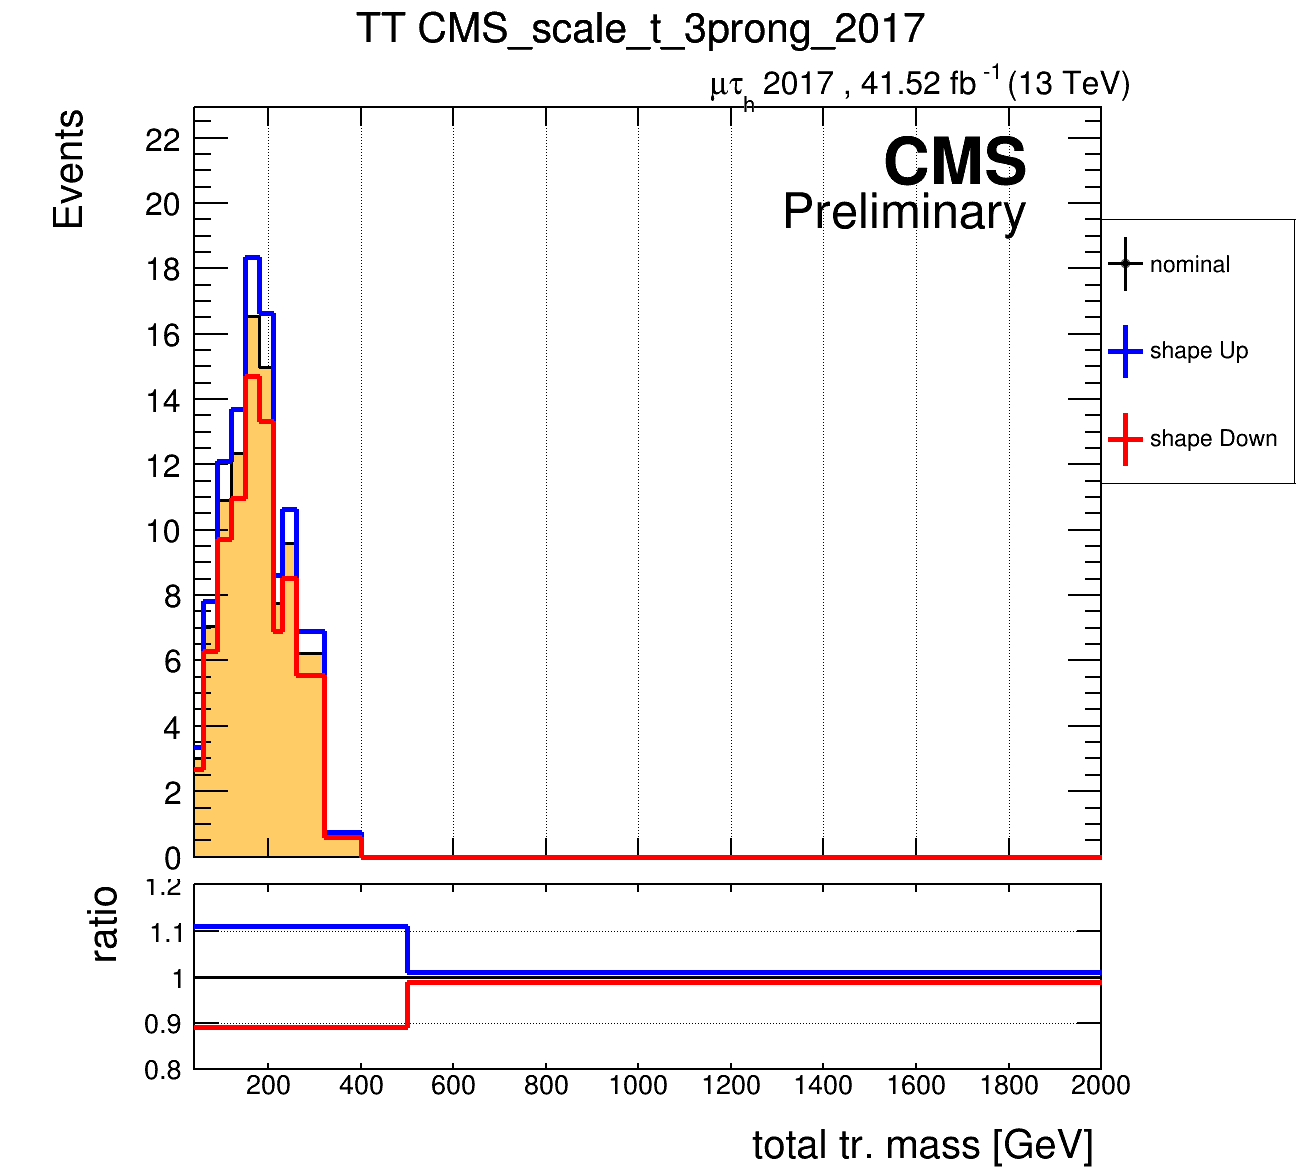 TT CMS_scale_t_3prong_2017
μτh 2017 , 41.52 fb-1 (13 TeV)
Events
22
20
18
16
14
12
10
8
6
4
2
0
CMS
Preliminary
nominal
shape Up
shape Down
ratio
1.2
1.1
1
0.9
0.8
200 400 600 800 1000 1200 1400 1600 1800 2000
total tr. mass [GeV]